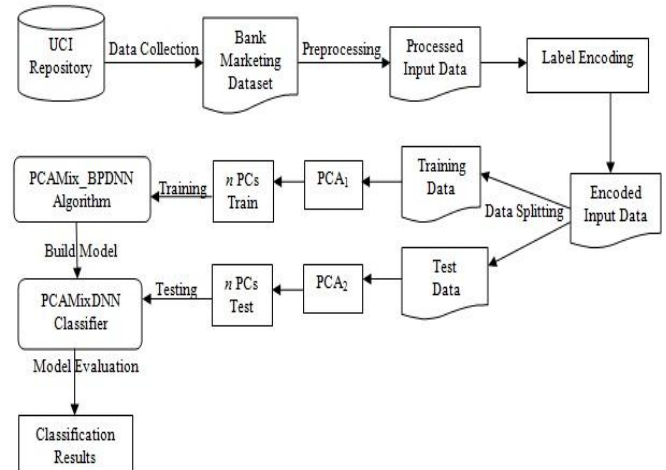 UCI
Repository
Data Collection
Bank
Marketing
Dataset
Preprocessing
Processed
Input Data
Label Encoding
PCAMix_BPDNN
Algorithm
Training
n PCs
Train
PCA1
Training
Data
Data Splitting
Encoded
Input Data
Build Model
PCAMixDNN
Classifier
Testing
n PCs
Test
PCA2
Test
Data
Model Evaluation
Classification
Results